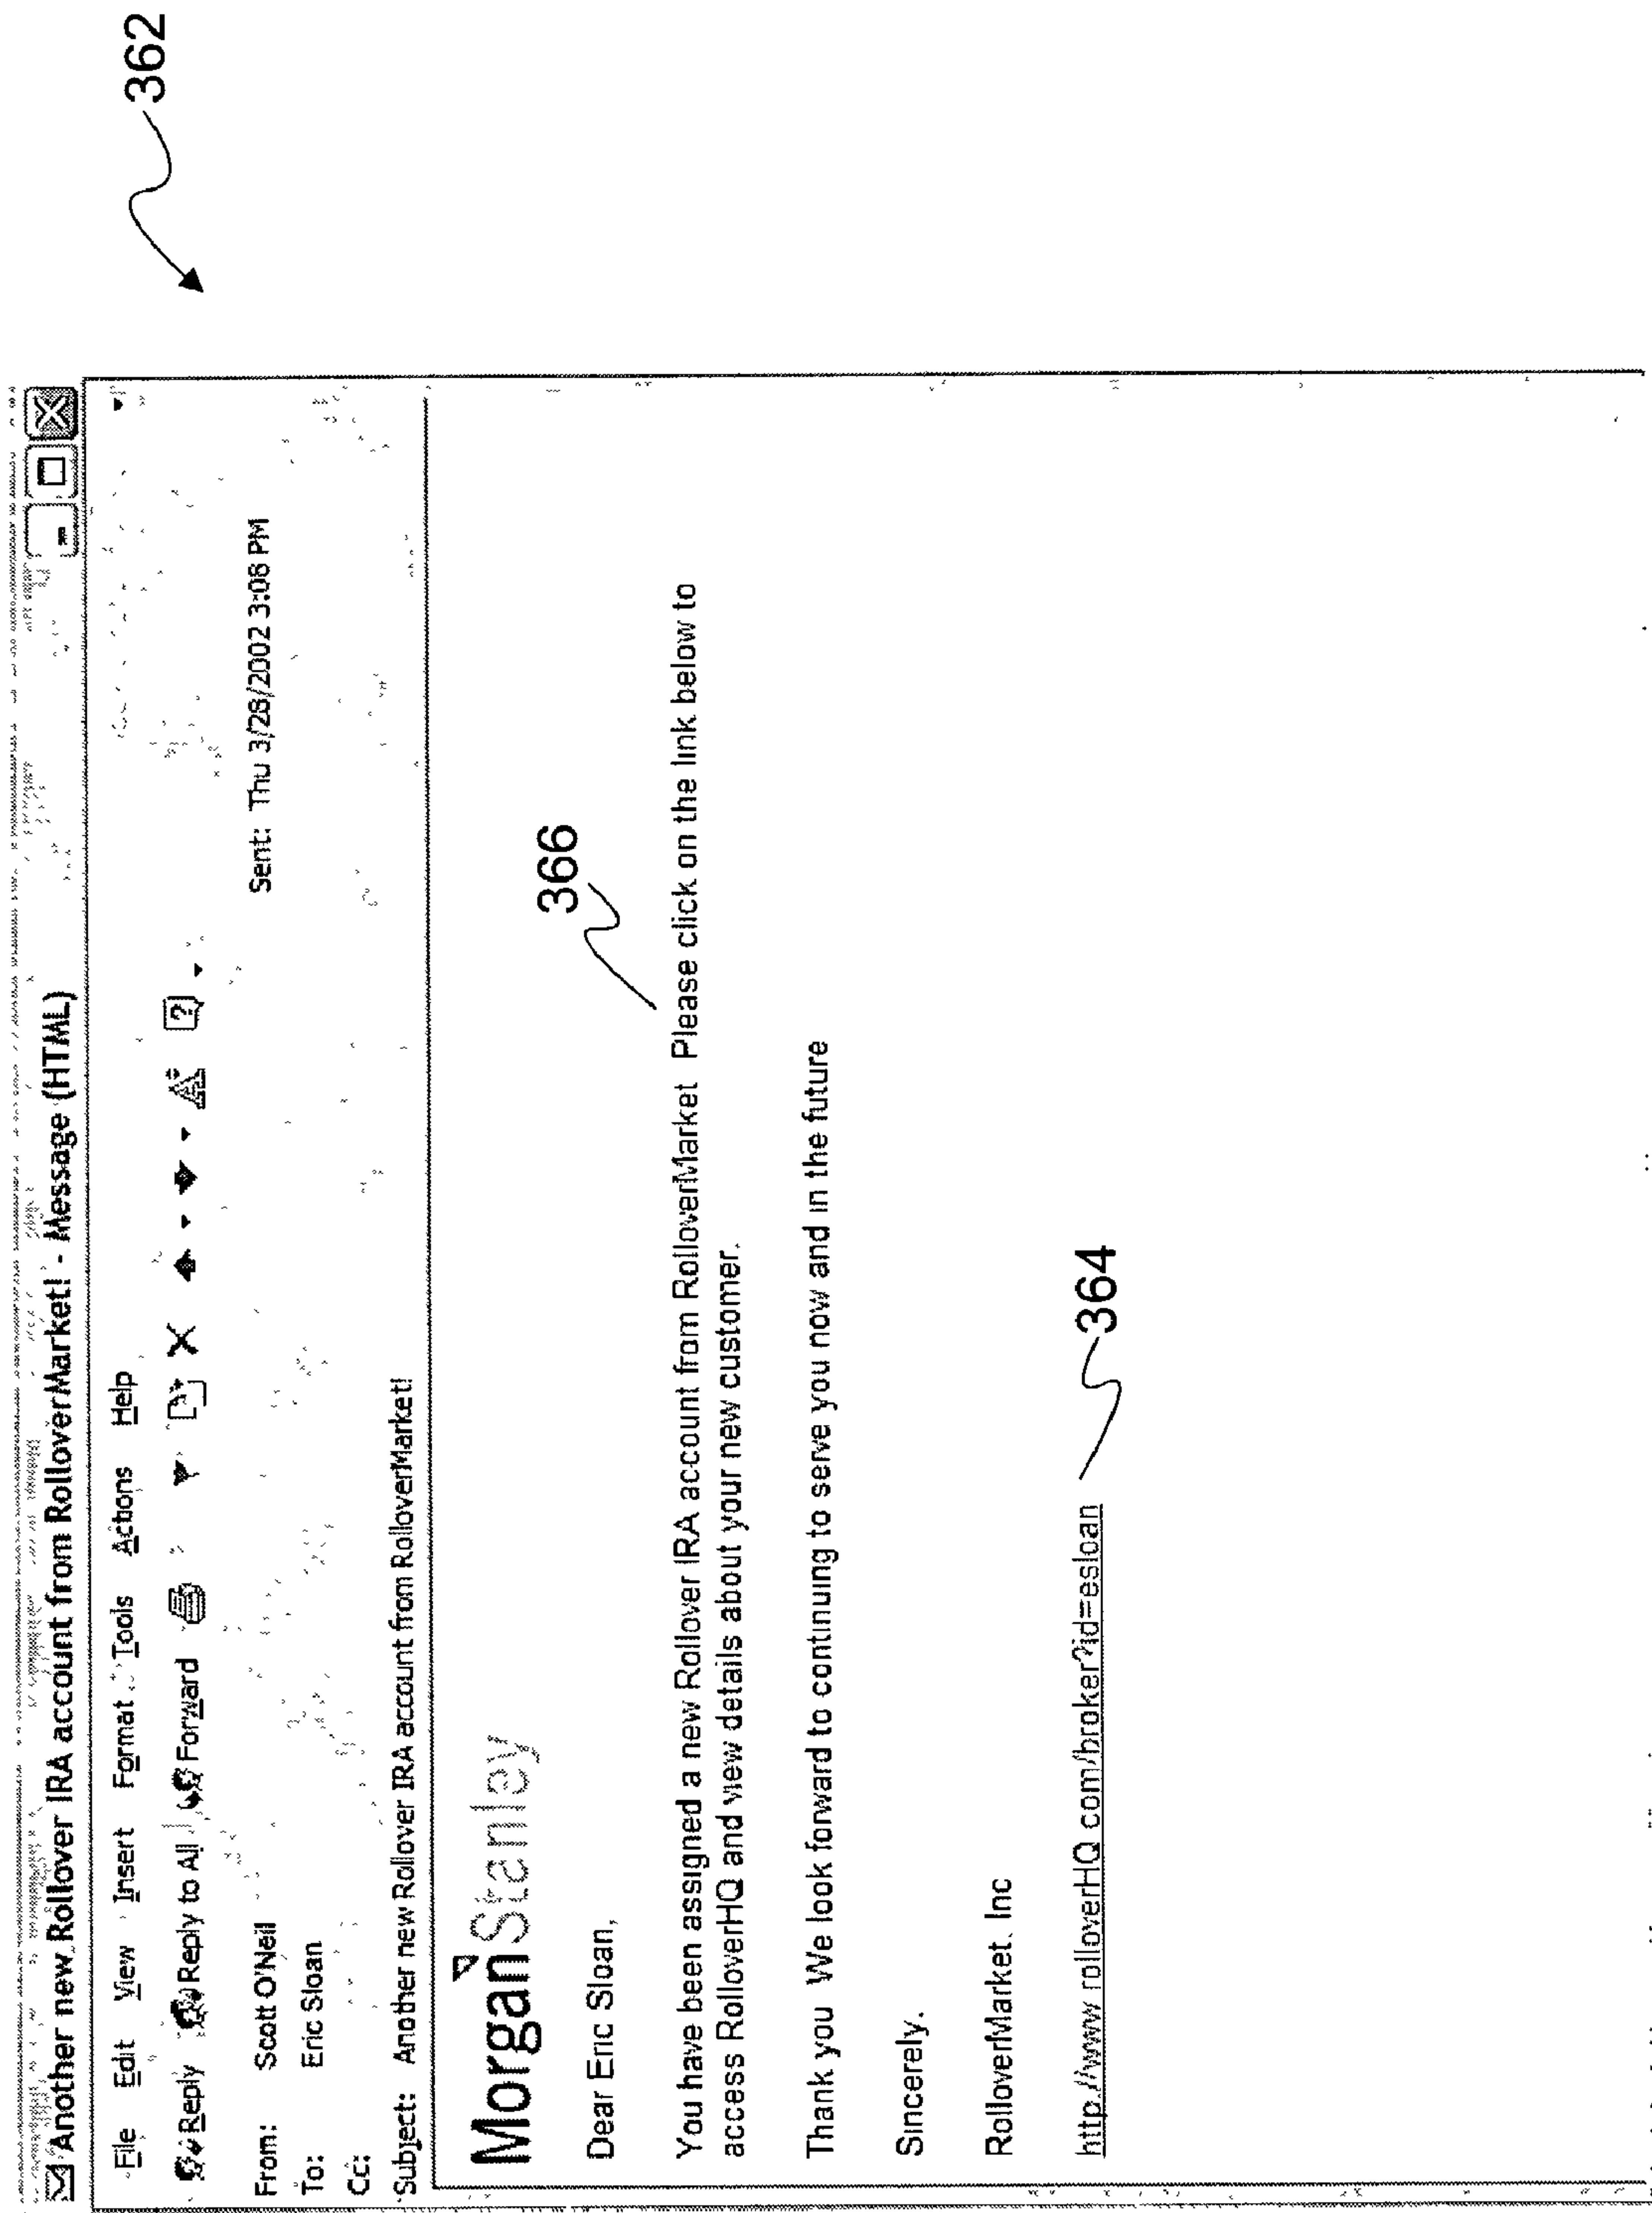 362
Another new Rollover IRA account from RolloverMarket! - Message (HTML)
File Edit View Insert Format Tools Actions Help
Reply Reply to All Forward
From: Scott O'Neil
Sent: Thu 3/28/2002 3:08 PM
To: Eric Sloan
Cc:
Subject: Another new Rollover IRA account from RolloverMarket!
MorganStanley
366
Dear Eric Sloan,
You have been assigned a new Rollover IRA account from RolloverMarket Please click on the link below to
access RolloverHQ and view details about your new customer.
Thank you We look forward to continuing to serve you now and in the future
Sincerely.
RolloverMarket. Inc
http://www rolloverHQ com/broker?id=esloan
364